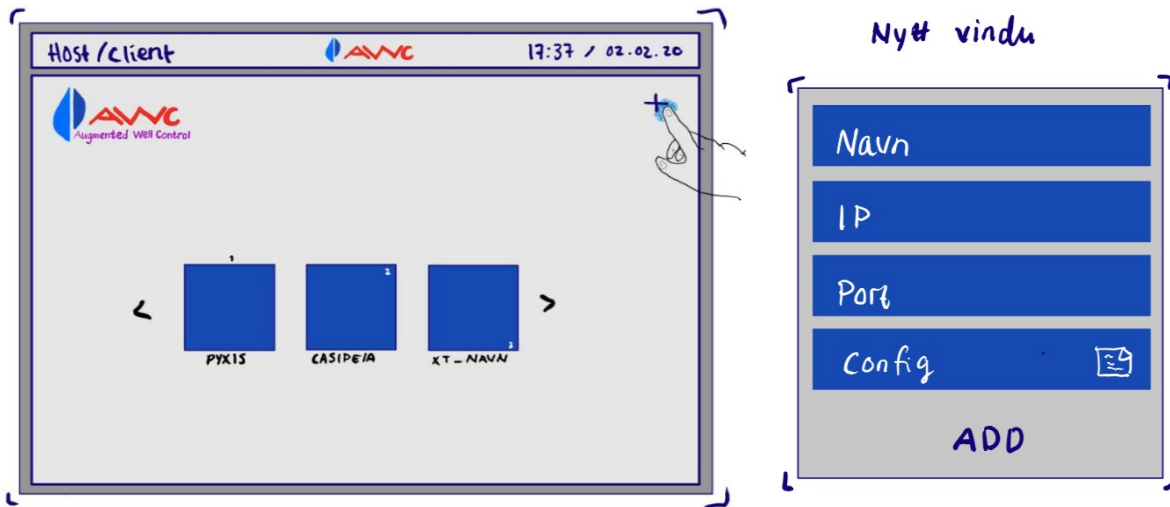 Host/Client
AWC
17:37 / 02.02.20
AWC
Augmented Well Control
+
1
2
3
<
>
PYXIS
CASIPEIA
XT_NAVN
Nytt vindu
Navn
IP
Port
Config
ADD